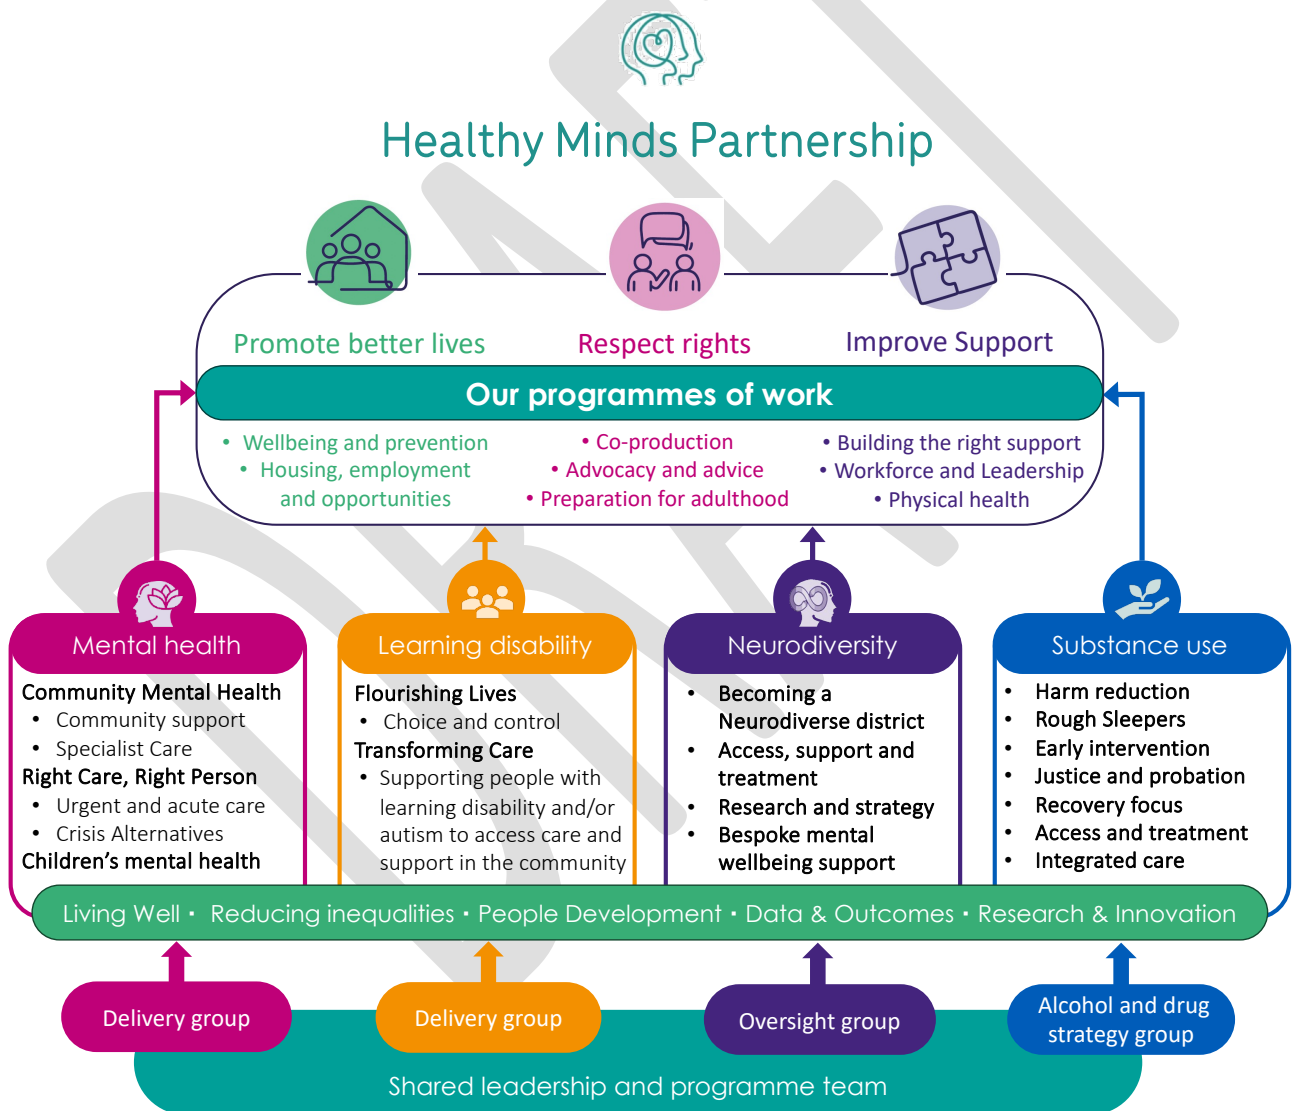 DRAFT
Healthy Minds Partnership
Promote better lives
Respect rights
Improve Support
Our programmes of work
• Wellbeing and prevention
• Housing, employment
and opportunities
• Co-production
• Advocacy and advice
• Preparation for adulthood
• Building the right support
• Workforce and Leadership
• Physical health
Mental health
Community Mental Health
• Community support
• Specialist Care
Right Care, Right Person
• Urgent and acute care
• Crisis Alternatives
Children's mental health
Learning disability
Flourishing Lives
• Choice and control
Transforming Care
• Supporting people with
learning disability and/or
autism to access care and
support in the community
Neurodiversity
• Becoming a
Neurodiverse district
• Access, support and
treatment
• Research and strategy
• Bespoke mental
wellbeing support
Substance use
• Harm reduction
• Rough Sleepers
• Early intervention
• Justice and probation
• Recovery focus
• Access and treatment
• Integrated care
Living Well • Reducing inequalities • People Development • Data & Outcomes • Research & Innovation
Delivery group
Delivery group
Oversight group
Alcohol and drug
strategy group
Shared leadership and programme team